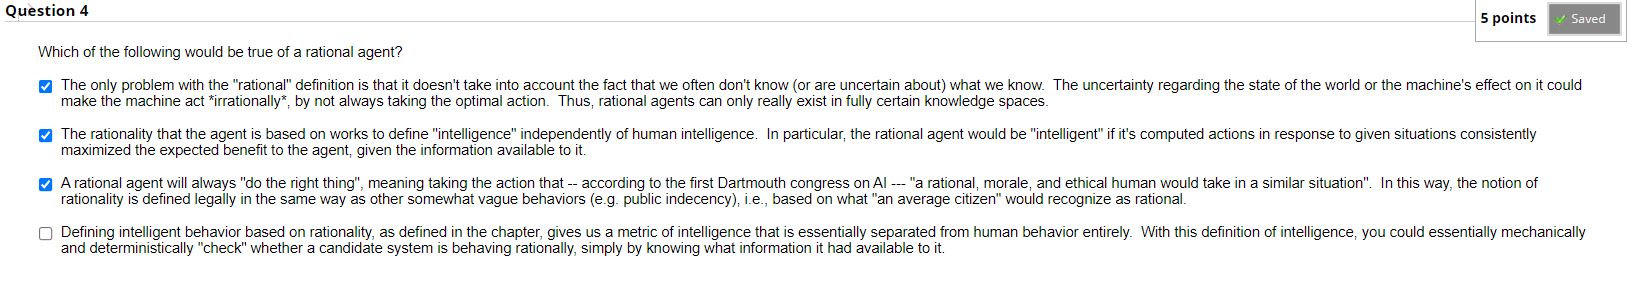 Question 4
5 points
Saved
Which of the following would be true of a rational agent?
The only problem with the "rational" definition is that it doesn't take into account the fact that we often don't know (or are uncertain about) what we know. The uncertainty regarding the state of the world or the machine's effect on it could
make the machine act *irrationally*, by not always taking the optimal action. Thus, rational agents can only really exist in fully certain knowledge spaces.
The rationality that the agent is based on works to define "intelligence" independently of human intelligence. In particular, the rational agent would be "intelligent" if it's computed actions in response to given situations consistently
maximized the expected benefit to the agent, given the information available to it.
A rational agent will always "do the right thing", meaning taking the action that -- according to the first Dartmouth congress on AI --- "a rational, morale, and ethical human would take in a similar situation". In this way, the notion of
rationality is defined legally in the same way as other somewhat vague behaviors (e.g. public indecency), i.e., based on what "an average citizen" would recognize as rational.
Defining intelligent behavior based on rationality, as defined in the chapter, gives us a metric of intelligence that is essentially separated from human behavior entirely. With this definition of intelligence, you could essentially mechanically
and deterministically "check" whether a candidate system is behaving rationally, simply by knowing what information it had available to it.